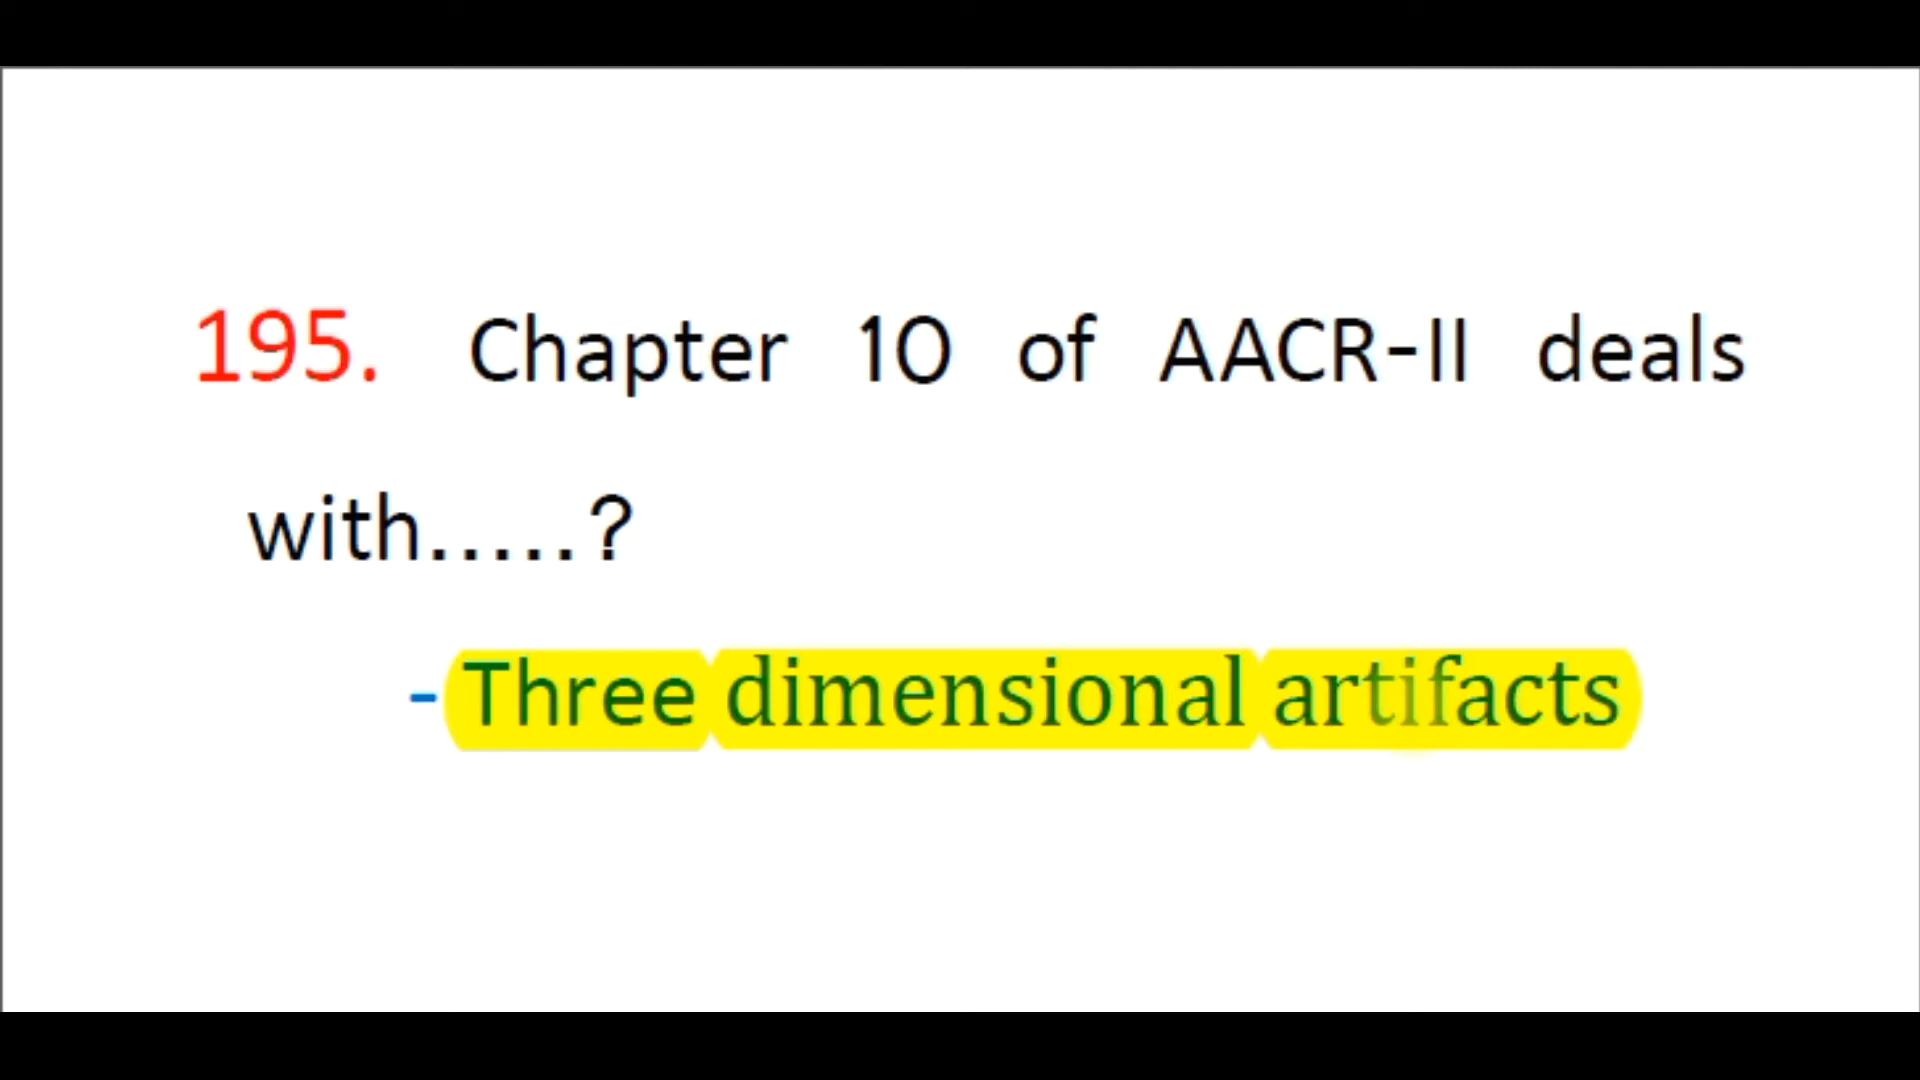 195. Chapter 10 of AACR-II deals
with.....?
- Three dimensional artifacts